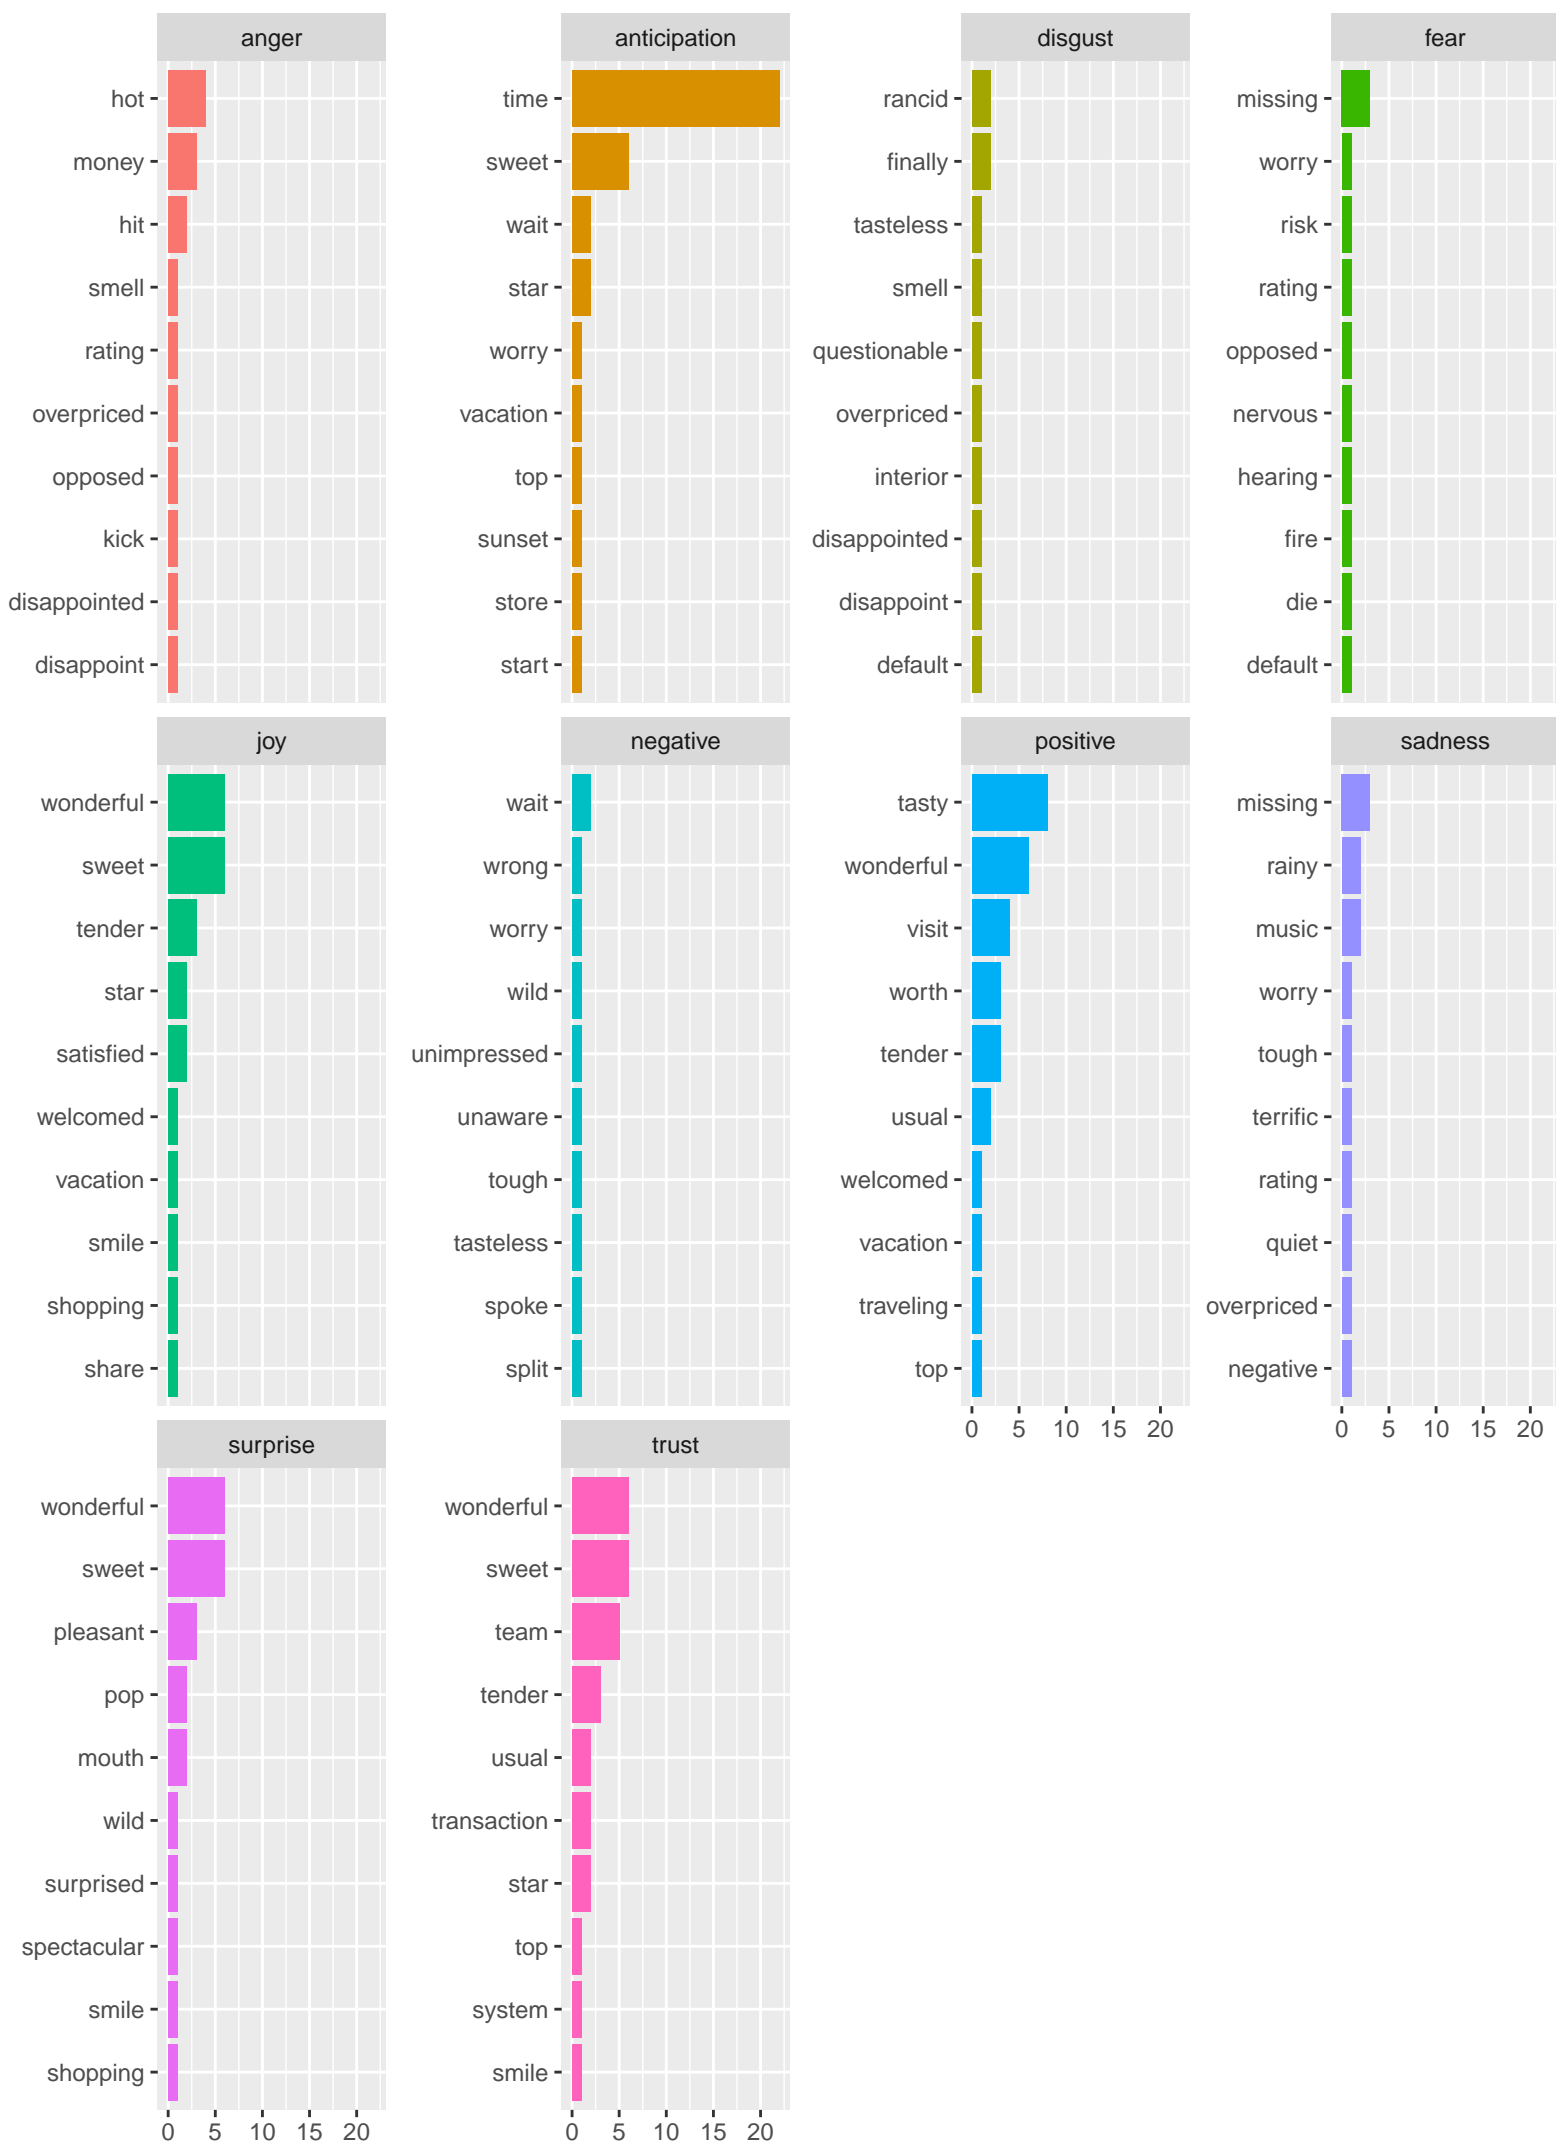 anger
hot
money
hit
smell
rating
overpriced
opposed
kick
disappointed
disappoint
anticipation
time
sweet
wait
star
worry
vacation
top
sunset
store
start
disgust
rancid
finally
tasteless
smell
questionable
overpriced
interior
disappointed
disappoint
default
fear
missing
worry
risk
rating
opposed
nervous
hearing
fire
die
default
joy
wonderful
sweet
tender
star
satisfied
welcomed
vacation
smile
shopping
share
negative
wait
wrong
worry
wild
unimpressed
unaware
tough
tasteless
spoke
split
positive
tasty
wonderful
visit
worth
tender
usual
welcomed
vacation
traveling
top
0 5 10 15 20
sadness
missing
rainy
music
worry
tough
terrific
rating
quiet
overpriced
negative
0 5 10 15 20
surprise
wonderful
sweet
pleasant
pop
mouth
wild
surprised
spectacular
smile
shopping
0 5 10 15 20
trust
wonderful
sweet
team
tender
usual
transaction
star
top
system
smile
0 5 10 15 20